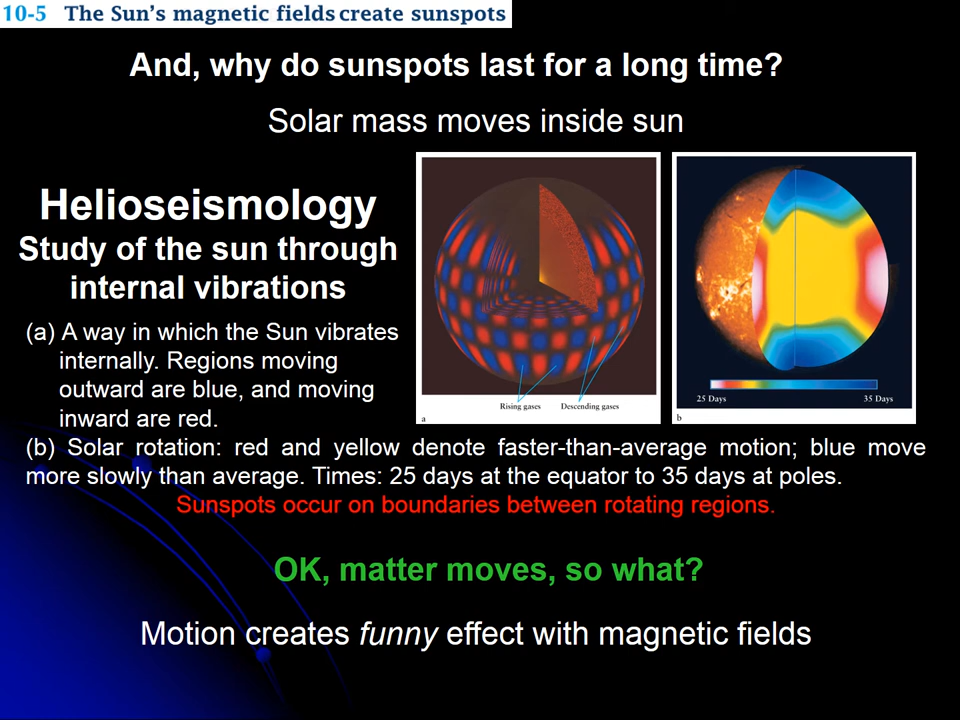 10-5 The Sun's magnetic fields create sunspots
And, why do sunspots last for a long time?
Solar mass moves inside sun
Helioseismology
Study of the sun through
internal vibrations
(a) A way in which the Sun vibrates
internally. Regions moving
outward are blue, and moving
inward are red.
Rising gases Descending gases
a
25 Days 35 Days
b
(b) Solar rotation: red and yellow denote faster-than-average motion; blue move
more slowly than average. Times: 25 days at the equator to 35 days at poles.
Sunspots occur on boundaries between rotating regions.
OK, matter moves, so what?
Motion creates funny effect with magnetic fields